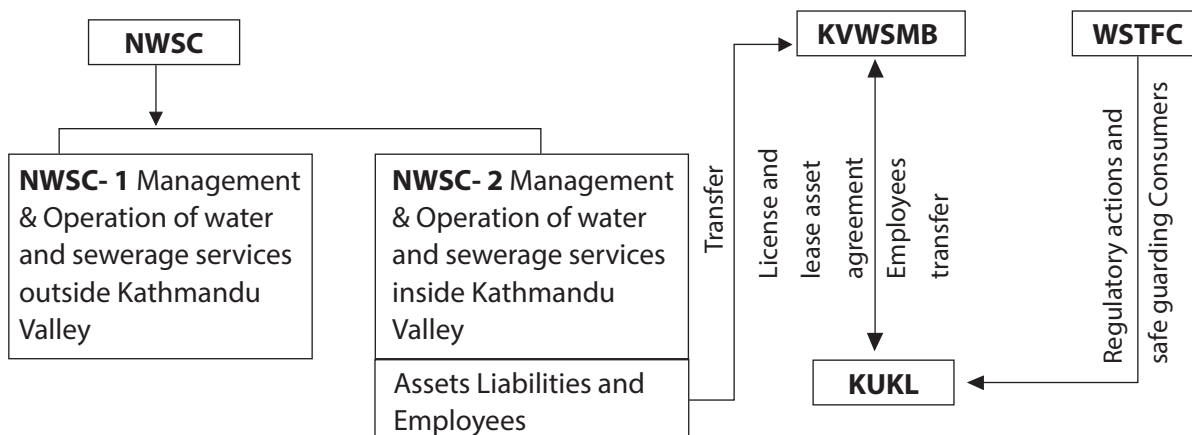 NWSC
KVWSMB
WSTFC
NWSC- 1 Management
& Operation of water
and sewerage services
outside Kathmandu
Valley
NWSC- 2 Management
& Operation of water
and sewerage services
inside Kathmandu
Valley
Assets Liabilities and
Employees
Transfer
License and
lease asset
agreement
Employees
transfer
Regulatory actions and
safe guarding Consumers
KUKL